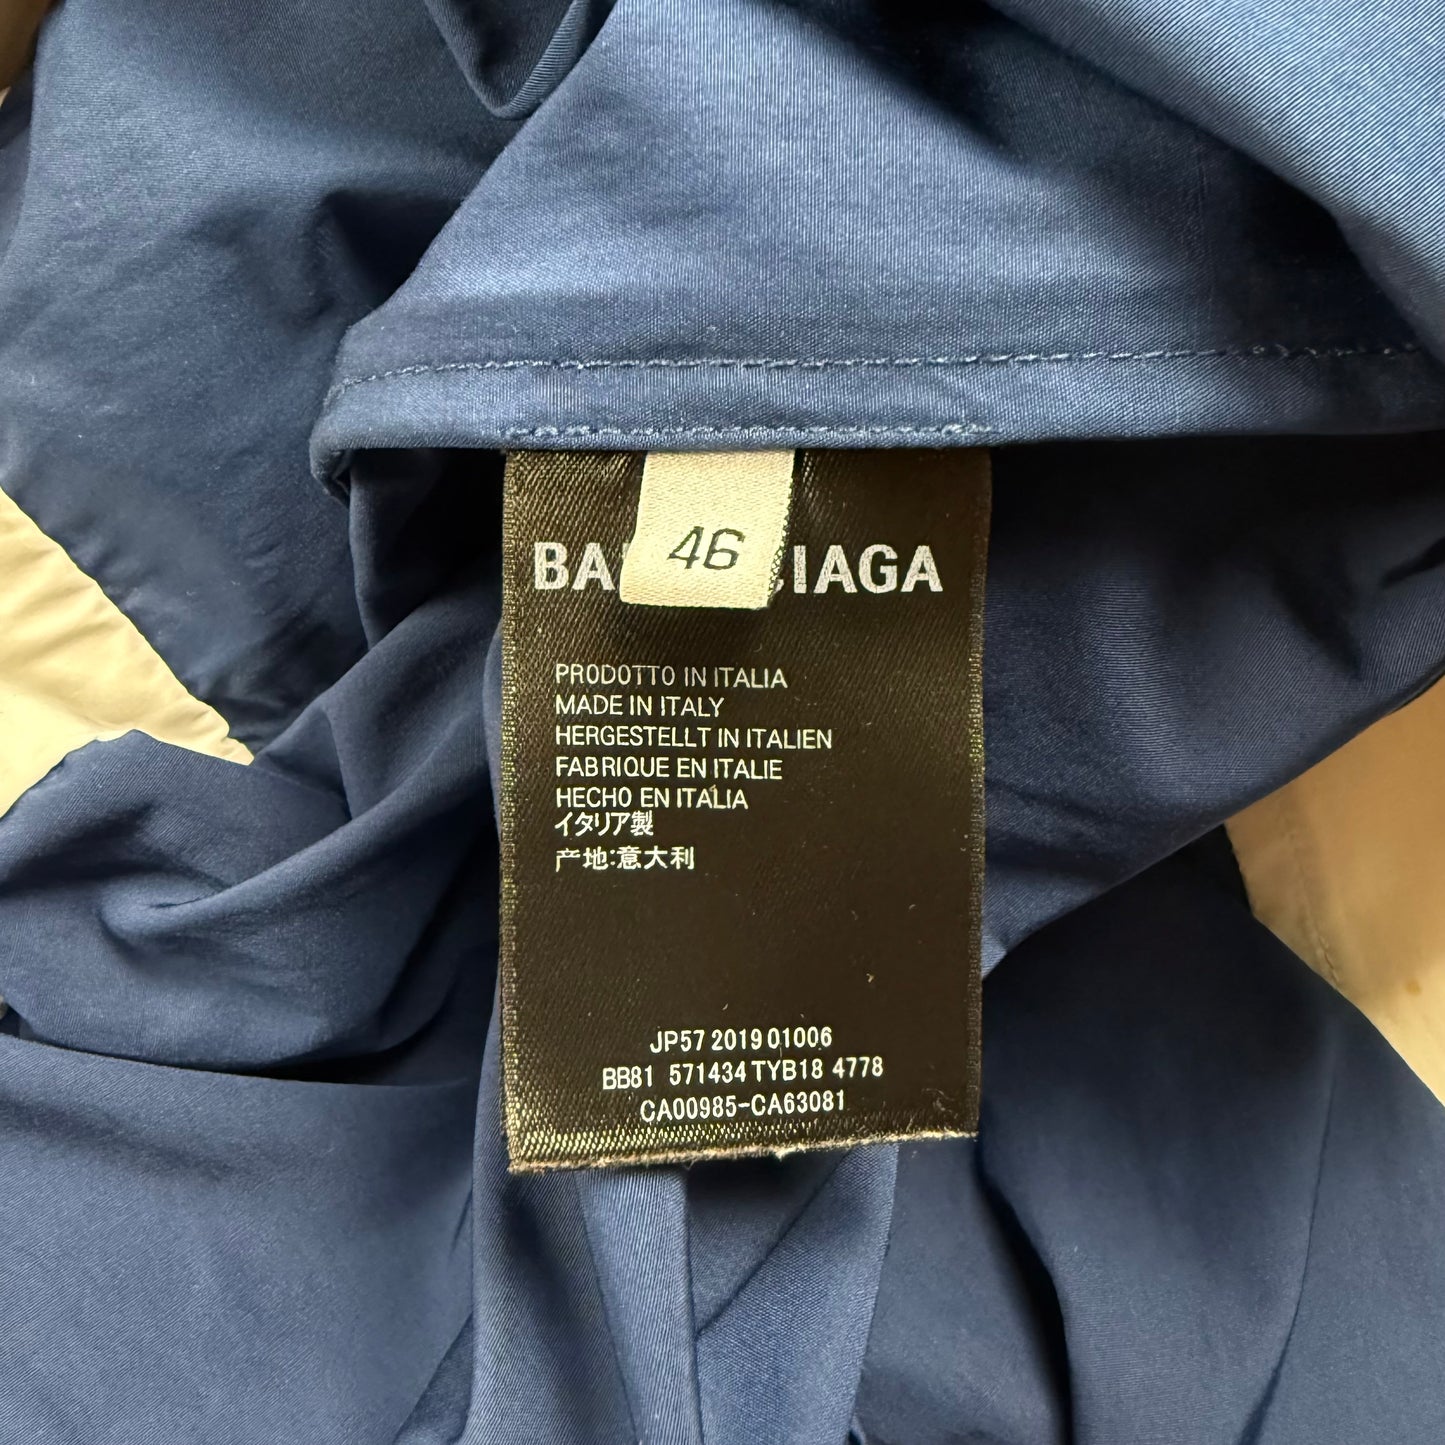 46
BA CIAGA
PRODOTTO IN ITALIA
MADE IN ITALY
HERGESTELLT IN ITALIEN
FABRIQUE EN ITALIE
HECHO EN ITALIA
イタリア製
产地:意大利
JP57 2019 01006
BB81 571434 TYB18 4778
CA00985-CA63081